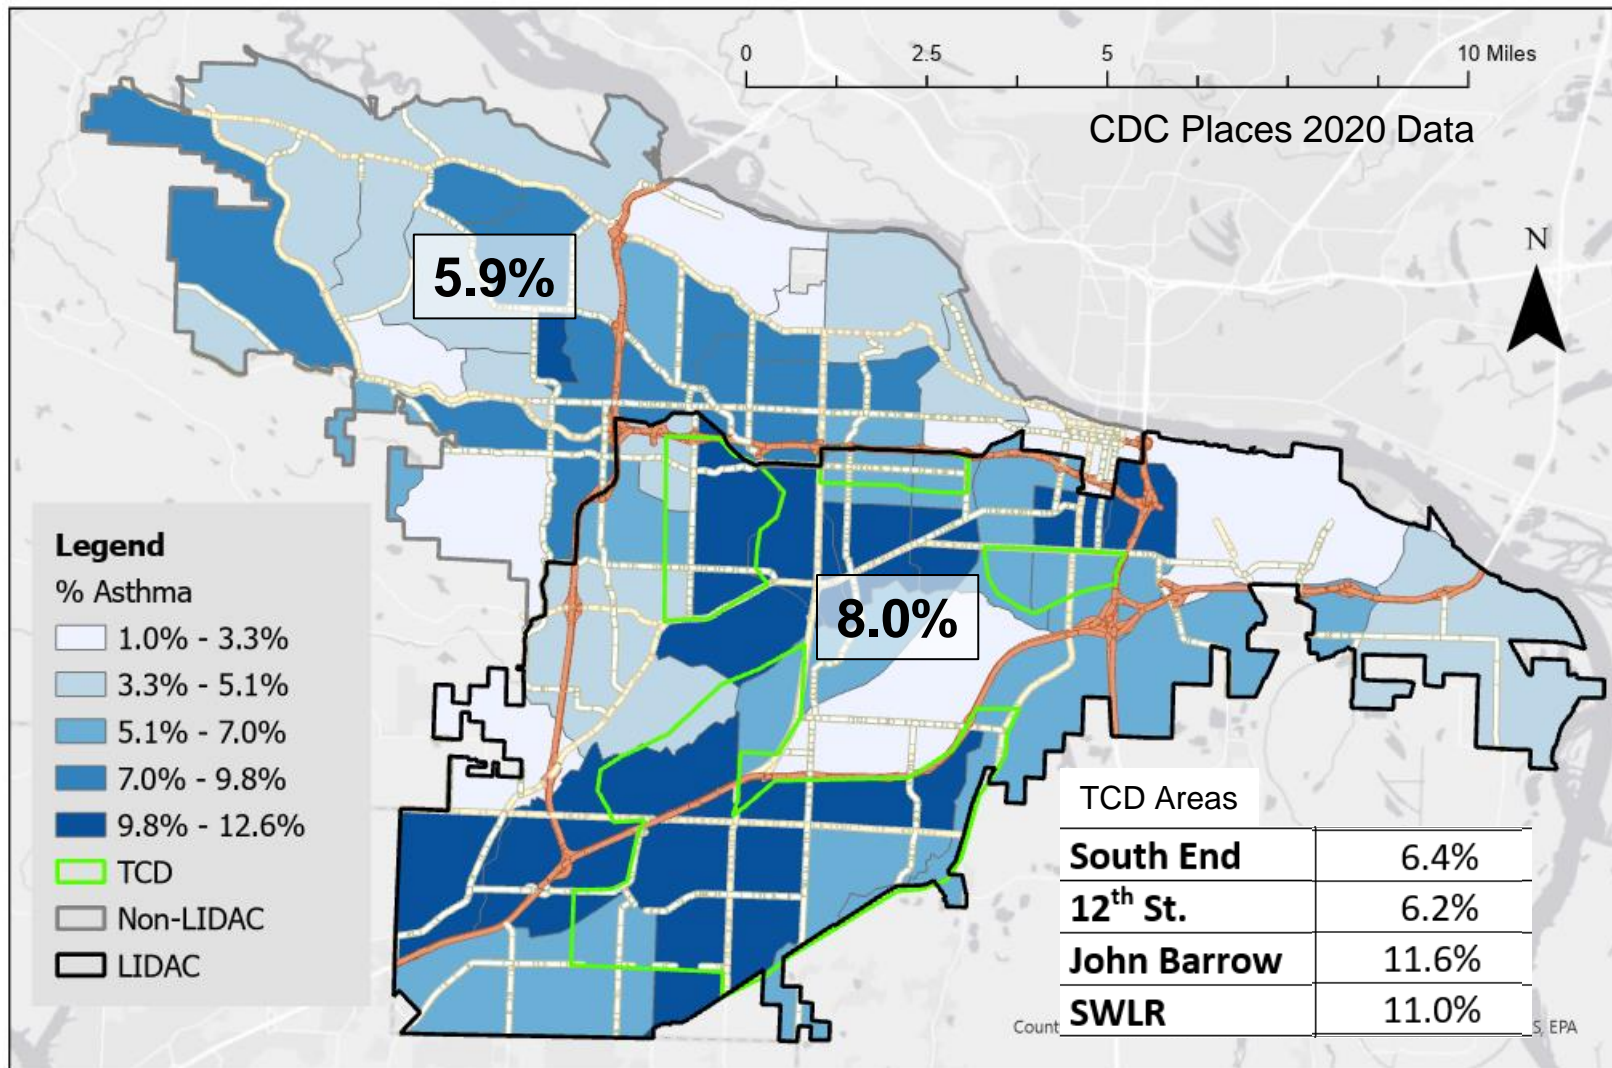 0 2.5 5 10 Miles
CDC Places 2020 Data
N
5.9%
8.0%
Legend
% Asthma
1.0% - 3.3%
3.3% - 5.1%
5.1% - 7.0%
7.0% - 9.8%
9.8% - 12.6%
TCD
Non-LIDAC
LIDAC
TCD Areas
South End 6.4%
12th St. 6.2%
John Barrow 11.6%
SWLR 11.0%
EPA